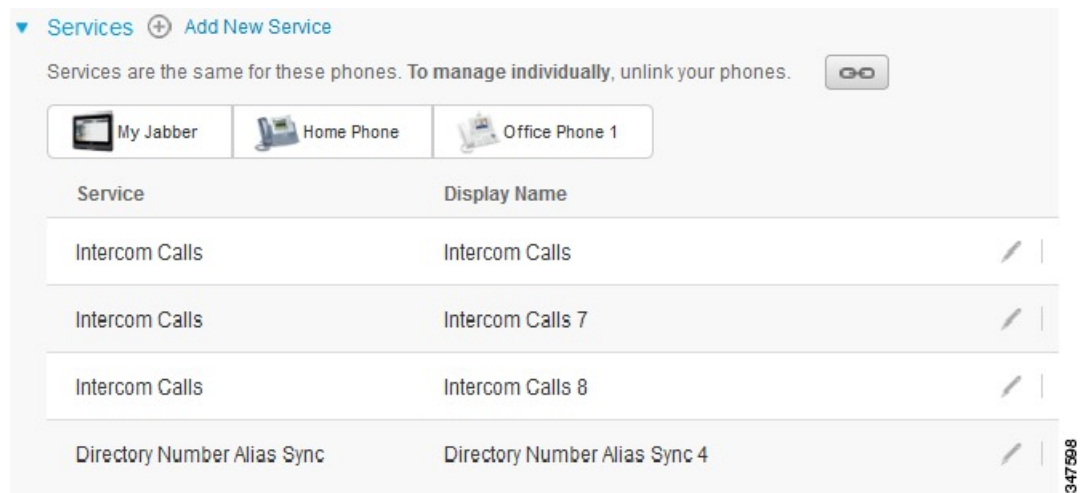 Services Add New Service
Services are the same for these phones. To manage individually, unlink your phones.
My Jabber Home Phone Office Phone 1
Service Display Name
Intercom Calls Intercom Calls
Intercom Calls Intercom Calls 7
Intercom Calls Intercom Calls 8
Directory Number Alias Sync Directory Number Alias Sync 4
347598